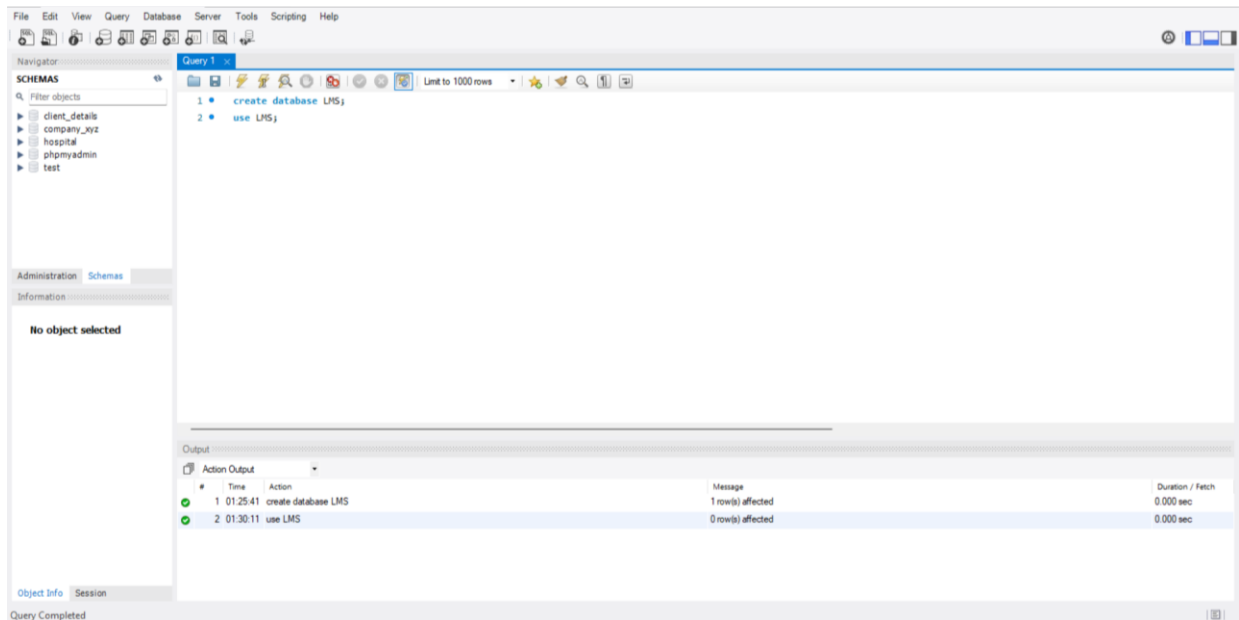 File Edit View Query Database Server Tools Scripting Help
Navigator
SCHEMAS
Filter objects
client_details
company_xyz
hospital
phpmyadmin
test
Administration Schemas
Information
No object selected
Object Info Session
Query Completed
Query 1
Limit to 1000 rows
1 create database LMS;
2 use LMS;
Output
Action Output
# Time Action Message Duration / Fetch
1 01:25:41 create database LMS 1 row(s) affected 0.000 sec
2 01:30:11 use LMS 0 row(s) affected 0.000 sec